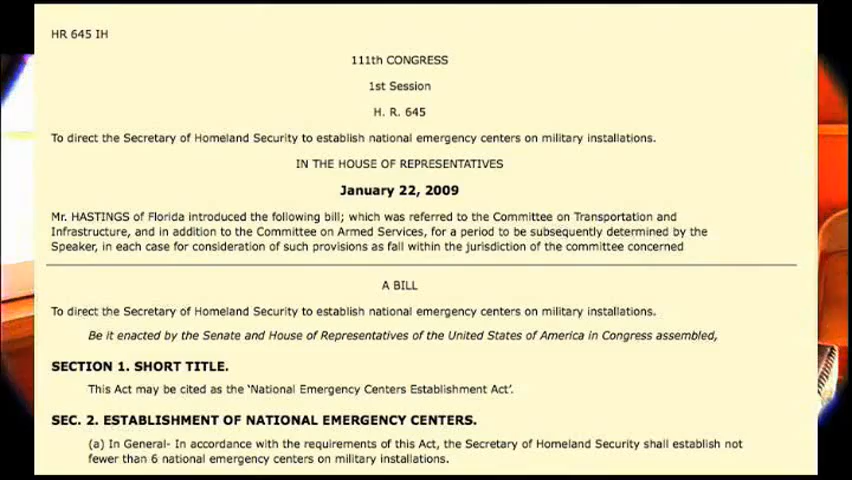 HR 645 IH
111th CONGRESS
1st Session
H. R. 645
To direct the Secretary of Homeland Security to establish national emergency centers on military installations.
IN THE HOUSE OF REPRESENTATIVES
January 22, 2009
Mr. HASTINGS of Florida introduced the following bill; which was referred to the Committee on Transportation and
Infrastructure, and in addition to the Committee on Armed Services, for a period to be subsequently determined by the
Speaker, in each case for consideration of such provisions as fall within the jurisdiction of the committee concerned
A BILL
To direct the Secretary of Homeland Security to establish national emergency centers on military installations.
Be it enacted by the Senate and House of Representatives of the United States of America in Congress assembled,
SECTION 1. SHORT TITLE.
This Act may be cited as the ‘National Emergency Centers Establishment Act’.
SEC. 2. ESTABLISHMENT OF NATIONAL EMERGENCY CENTERS.
(a) In General- In accordance with the requirements of this Act, the Secretary of Homeland Security shall establish not
fewer than 6 national emergency centers on military installations.